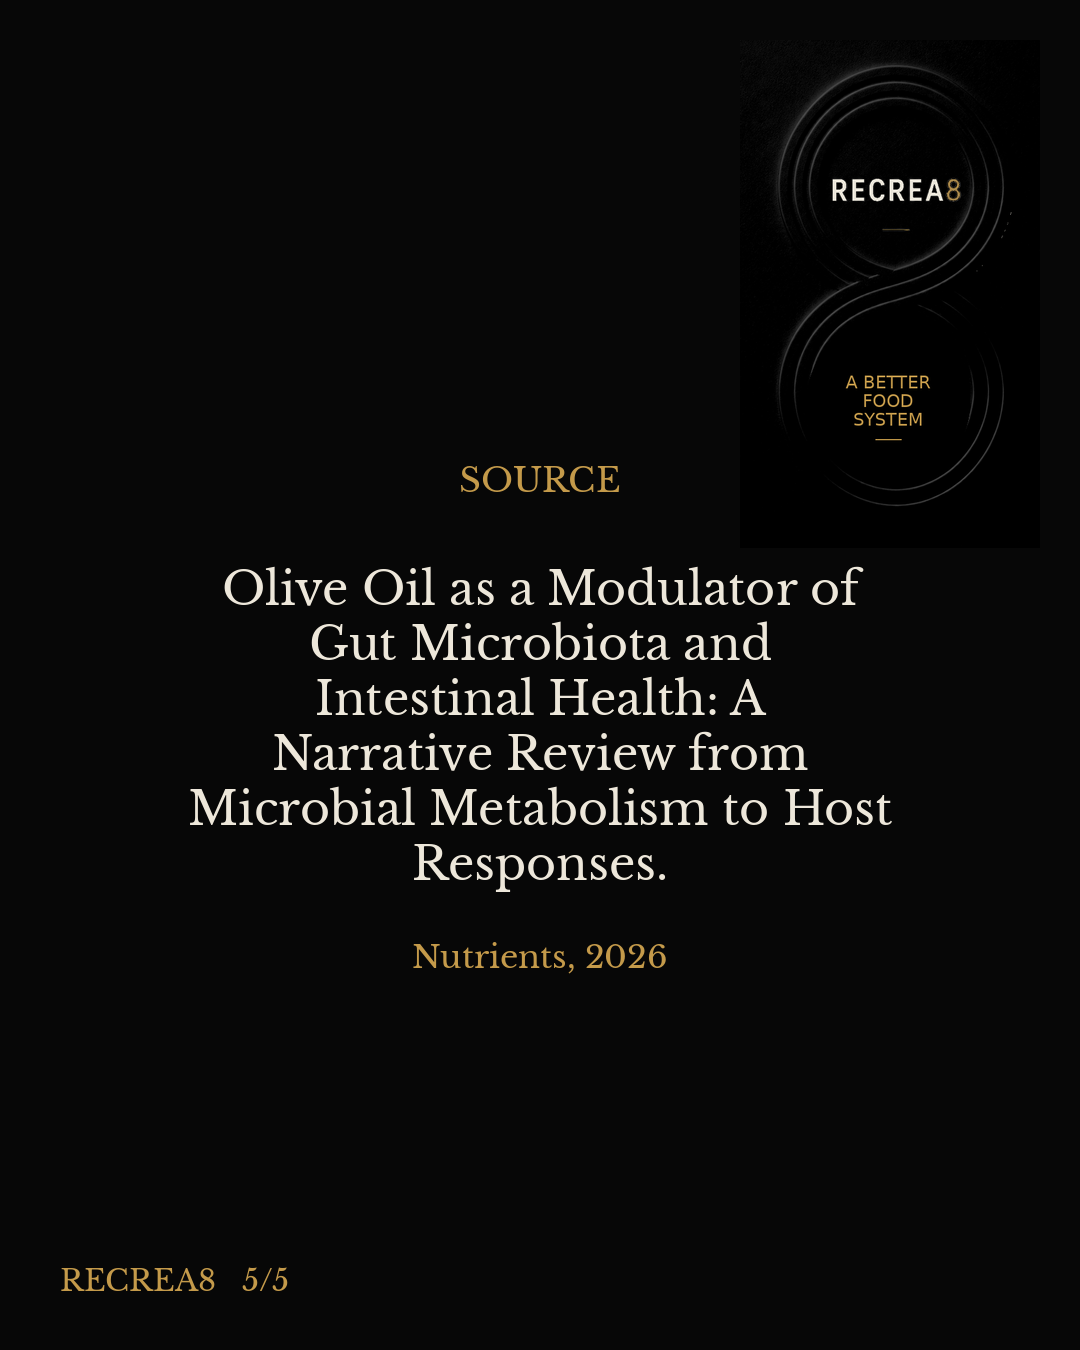 RECREA8
A BETTER
FOOD
SYSTEM
SOURCE
Olive Oil as a Modulator of
Gut Microbiota and
Intestinal Health: A
Narrative Review from
Microbial Metabolism to Host
Responses.
Nutrients, 2026
RECREA8 5/5